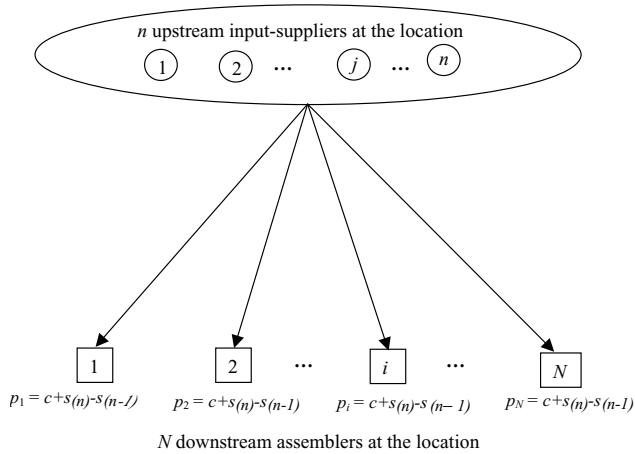 n upstream input-suppliers at the location
1 2 ... j ... n
1 2 ... i ... N
p1 = c+s(n)-s(n-1) p2 = c+s(n)-s(n-1) pi = c+s(n)-s(n– 1) pN = c+s(n)-s(n-1)
N downstream assemblers at the location